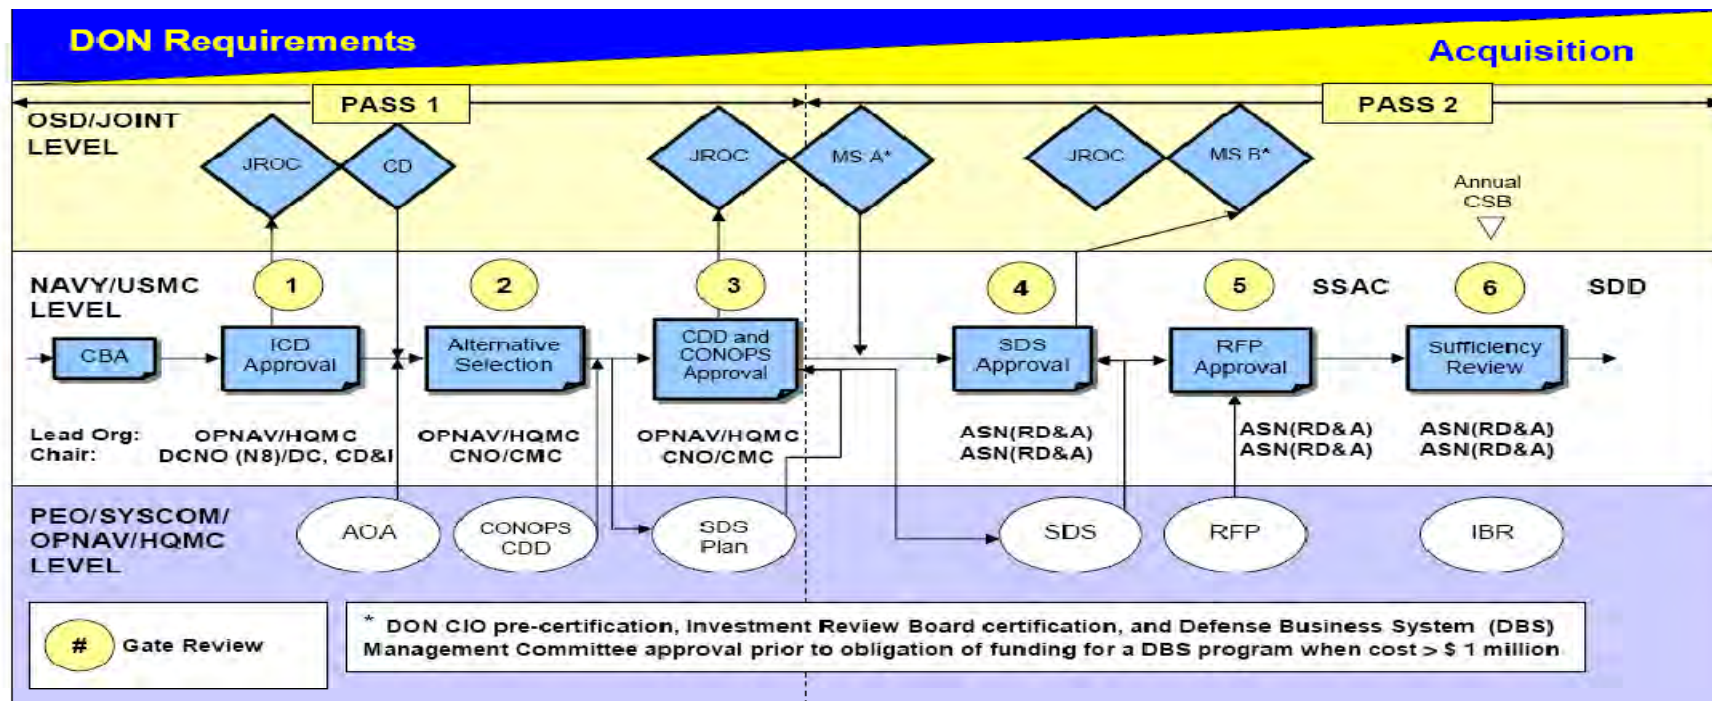 DON Requirements
Acquisition
PASS 1
PASS 2
OSD/JOINT
LEVEL
JROC
CD
JROC
MS A*
JROC
MS B*
Annual
CSB
NAVY/USMC
LEVEL
1
2
3
4
5
SSAC
6
SDD
CBA
ICD
Approval
Alternative
Selection
CDD and
CONOPS
Approval
SDS
Approval
RFP
Approval
Sufficiency
Review
Lead Org:
Chair:
OPNAV/HQMC
DCNO (N8)/DC, CD&I
OPNAV/HQMC
CNO/CMC
OPNAV/HQMC
CNO/CMC
ASN(RD&A)
ASN(RD&A)
ASN(RD&A)
ASN(RD&A)
ASN(RD&A)
ASN(RD&A)
PEO/SYSCOM/
OPNAV/HQMC
LEVEL
AOA
CONOPS
CDD
SDS
Plan
SDS
RFP
IBR
# Gate Review
* DON CIO pre-certification, Investment Review Board certification, and Defense Business System (DBS)
Management Committee approval prior to obligation of funding for a DBS program when cost > $ 1 million